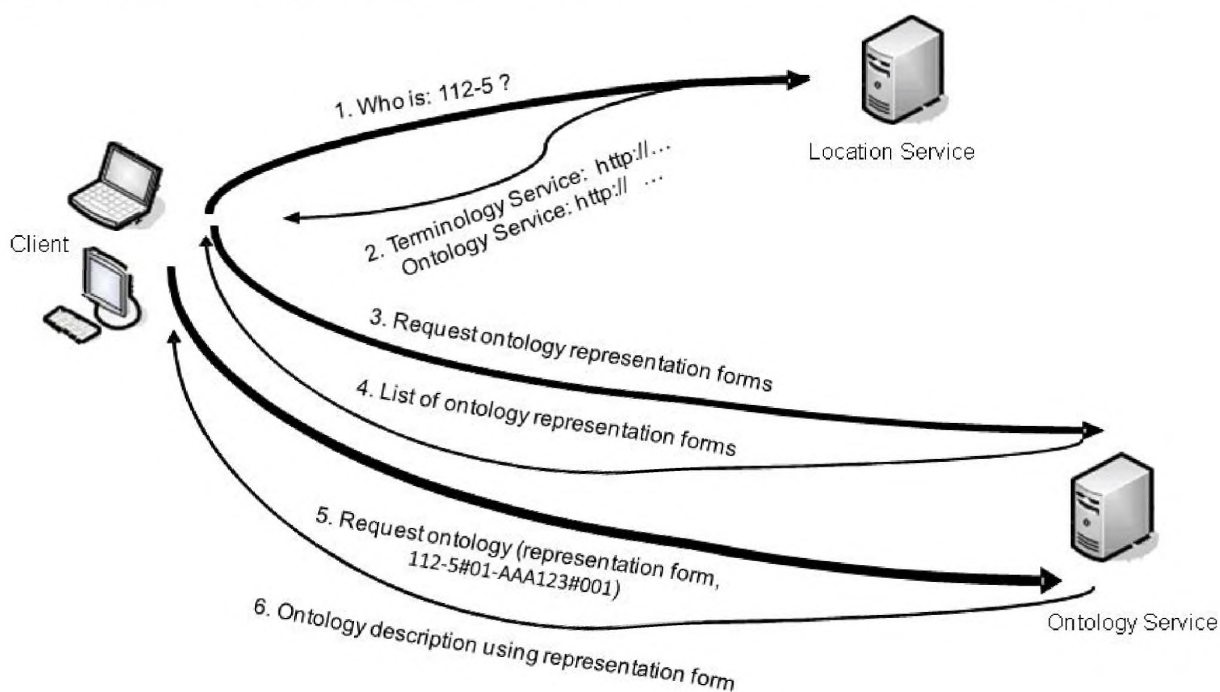 1. Who is: 112-5 ?
Location Service
2. Terminology Service: http://...
Ontology Service: http:// ...
Client
3. Request ontology representation forms
4. List of ontology representation forms
5. Request ontology (representation form,
112-5#01-AAA123#001)
6. Ontology description using representation form
Ontology Service